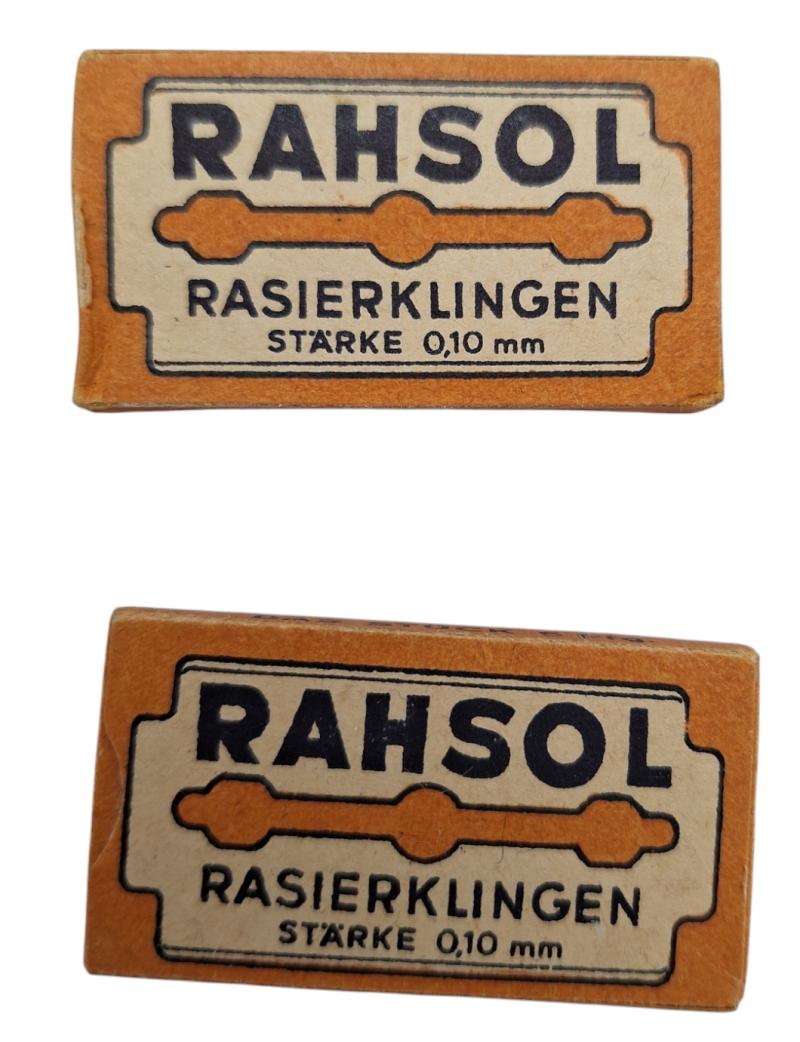 RAHSOL
RASIERKLINGEN
STÄRKE 0,10 mm
RAHSOL
RASIERKLINGEN
STÄRKE 0,10 mm